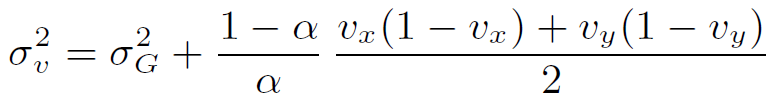 σ_v^2 = σ_G^2 + \frac{1 − α}{α} \frac{v_x(1 − v_x) + v_y(1 − v_y)}{2}